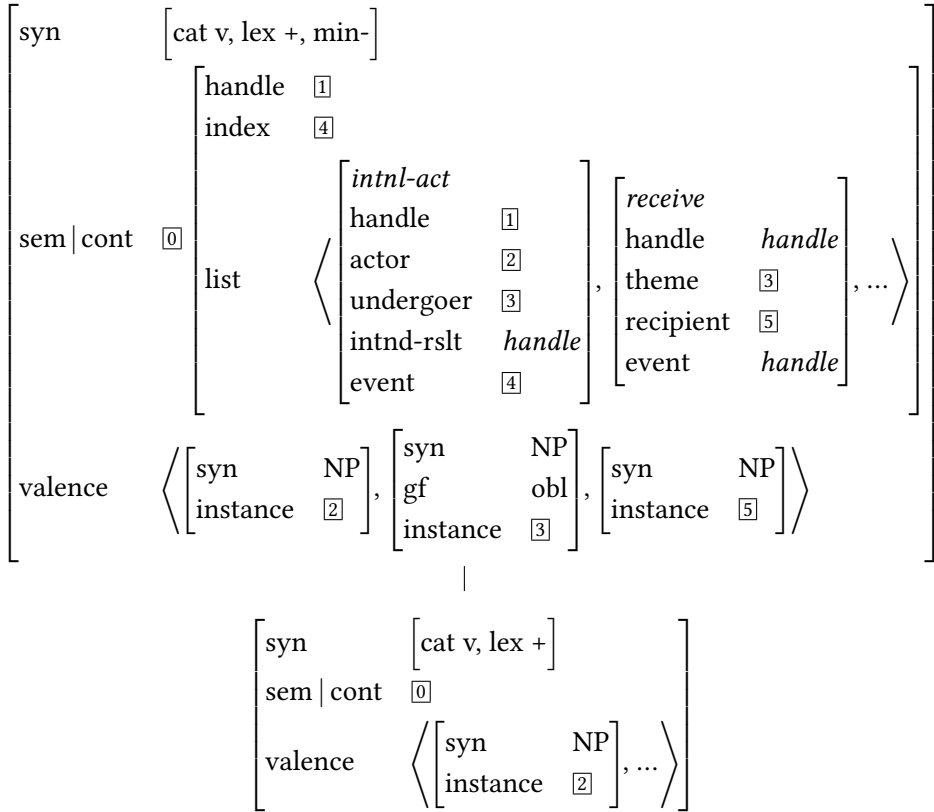 syn [cat v, lex +, min-]
handle 1
index 4
sem | cont 0
list
intnl-act
handle 1
actor 2
undergoer 3
intnd-rslt handle
event 4
,
receive
handle handle
theme 3
recipient 5
event handle
, ...
valence
syn NP
instance 2
,
syn NP
gf obl
instance 3
,
syn NP
instance 5
syn [cat v, lex +]
sem | cont 0
valence
syn NP
instance 2
, ...